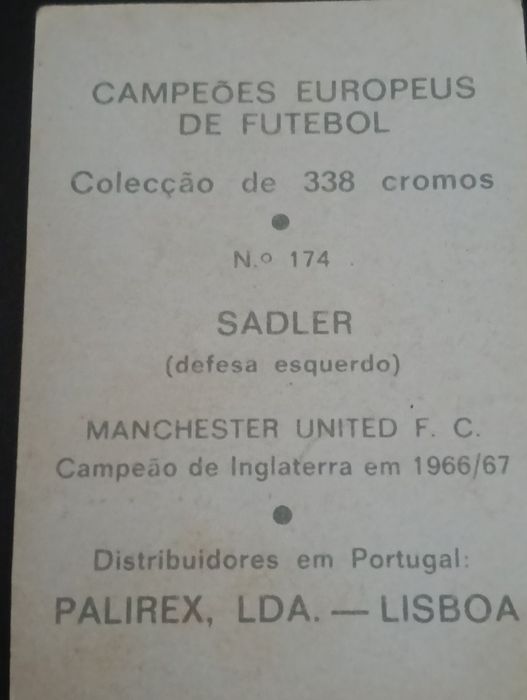 CAMPEÕES EUROPEUS
DE FUTEBOL
Colecção de 338 cromos
N.º 174
SADLER
(defesa esquerdo)
MANCHESTER UNITED F. C.
Campeão de Inglaterra em 1966/67
Distribuidores em Portugal:
PALIREX, LDA. — LISBOA